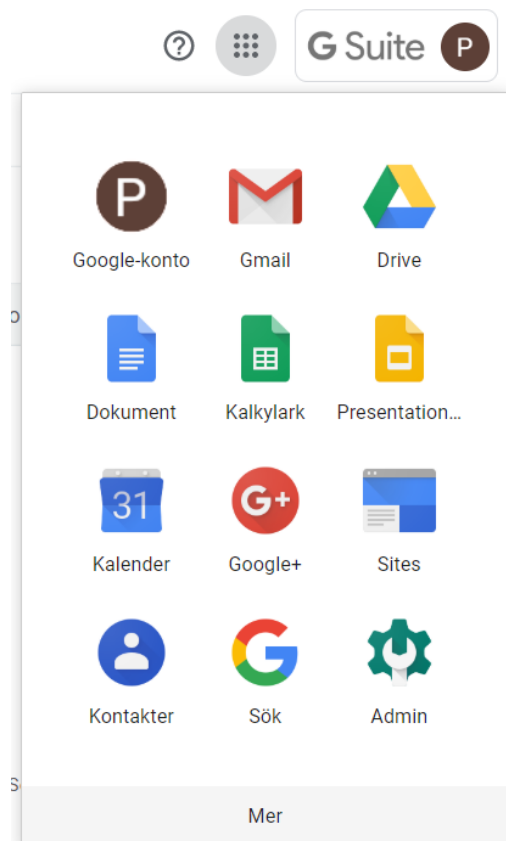 G Suite P
P
Google-konto Gmail Drive
Dokument Kalkylark Presentation...
31 G+
Kalender Google+ Sites
G
Kontakter Sök Admin
Mer